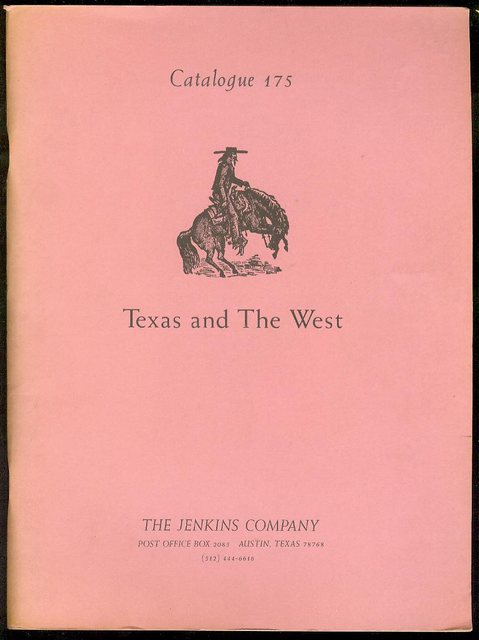 Catalogue 175
Texas and The West
THE JENKINS COMPANY
POST OFFICE BOX 2085 AUSTIN, TEXAS 78768
(512) 444-6616